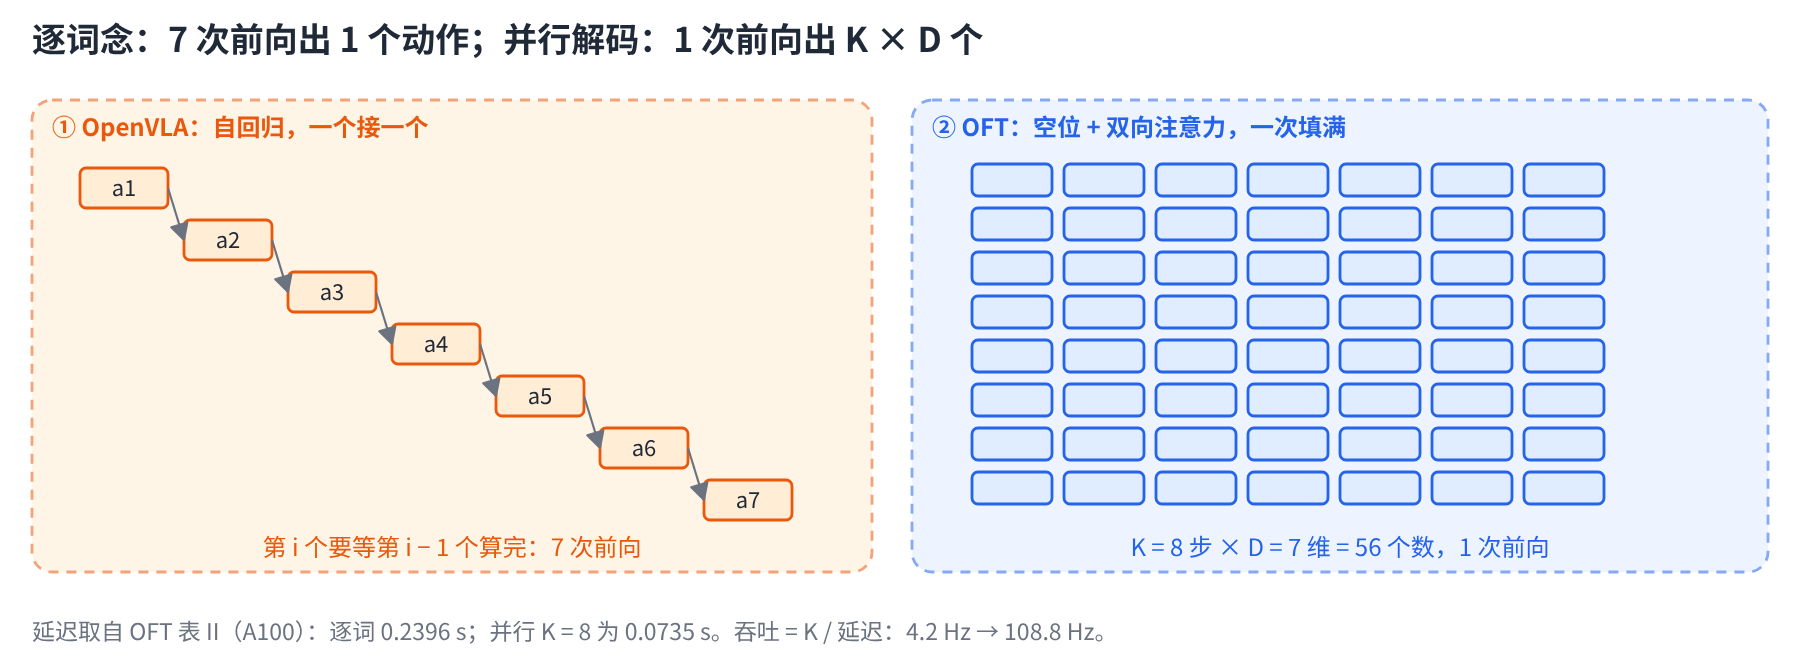 逐词念：7 次前向出 1 个动作；并行解码：1 次前向出 K × D 个
① OpenVLA：自回归，一个接一个
a1
a2
a3
a4
a5
a6
a7
第 i 个要等第 i − 1 个算完：7 次前向
② OFT：空位 + 双向注意力，一次填满
K = 8 步 × D = 7 维 = 56 个数，1 次前向
延迟取自 OFT 表 II（A100）：逐词 0.2396 s；并行 K = 8 为 0.0735 s。吞吐 = K / 延迟：4.2 Hz → 108.8 Hz。